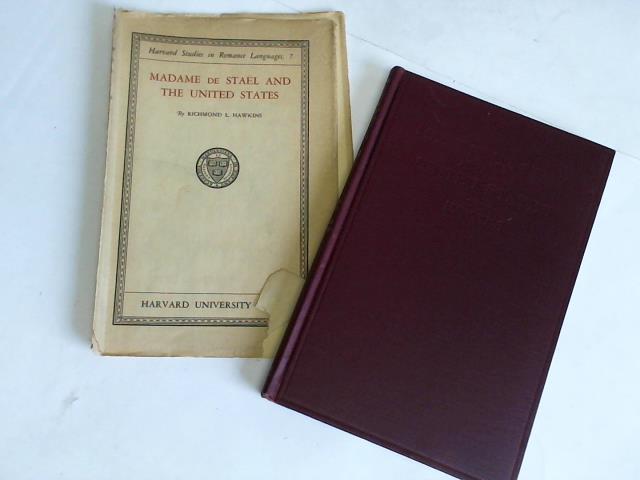 Harvard Studies in Romance Languages, 7
MADAME DE STAEL AND
THE UNITED STATES
By RICHMOND L. HAWKINS
HARVARD UNIVERSITY